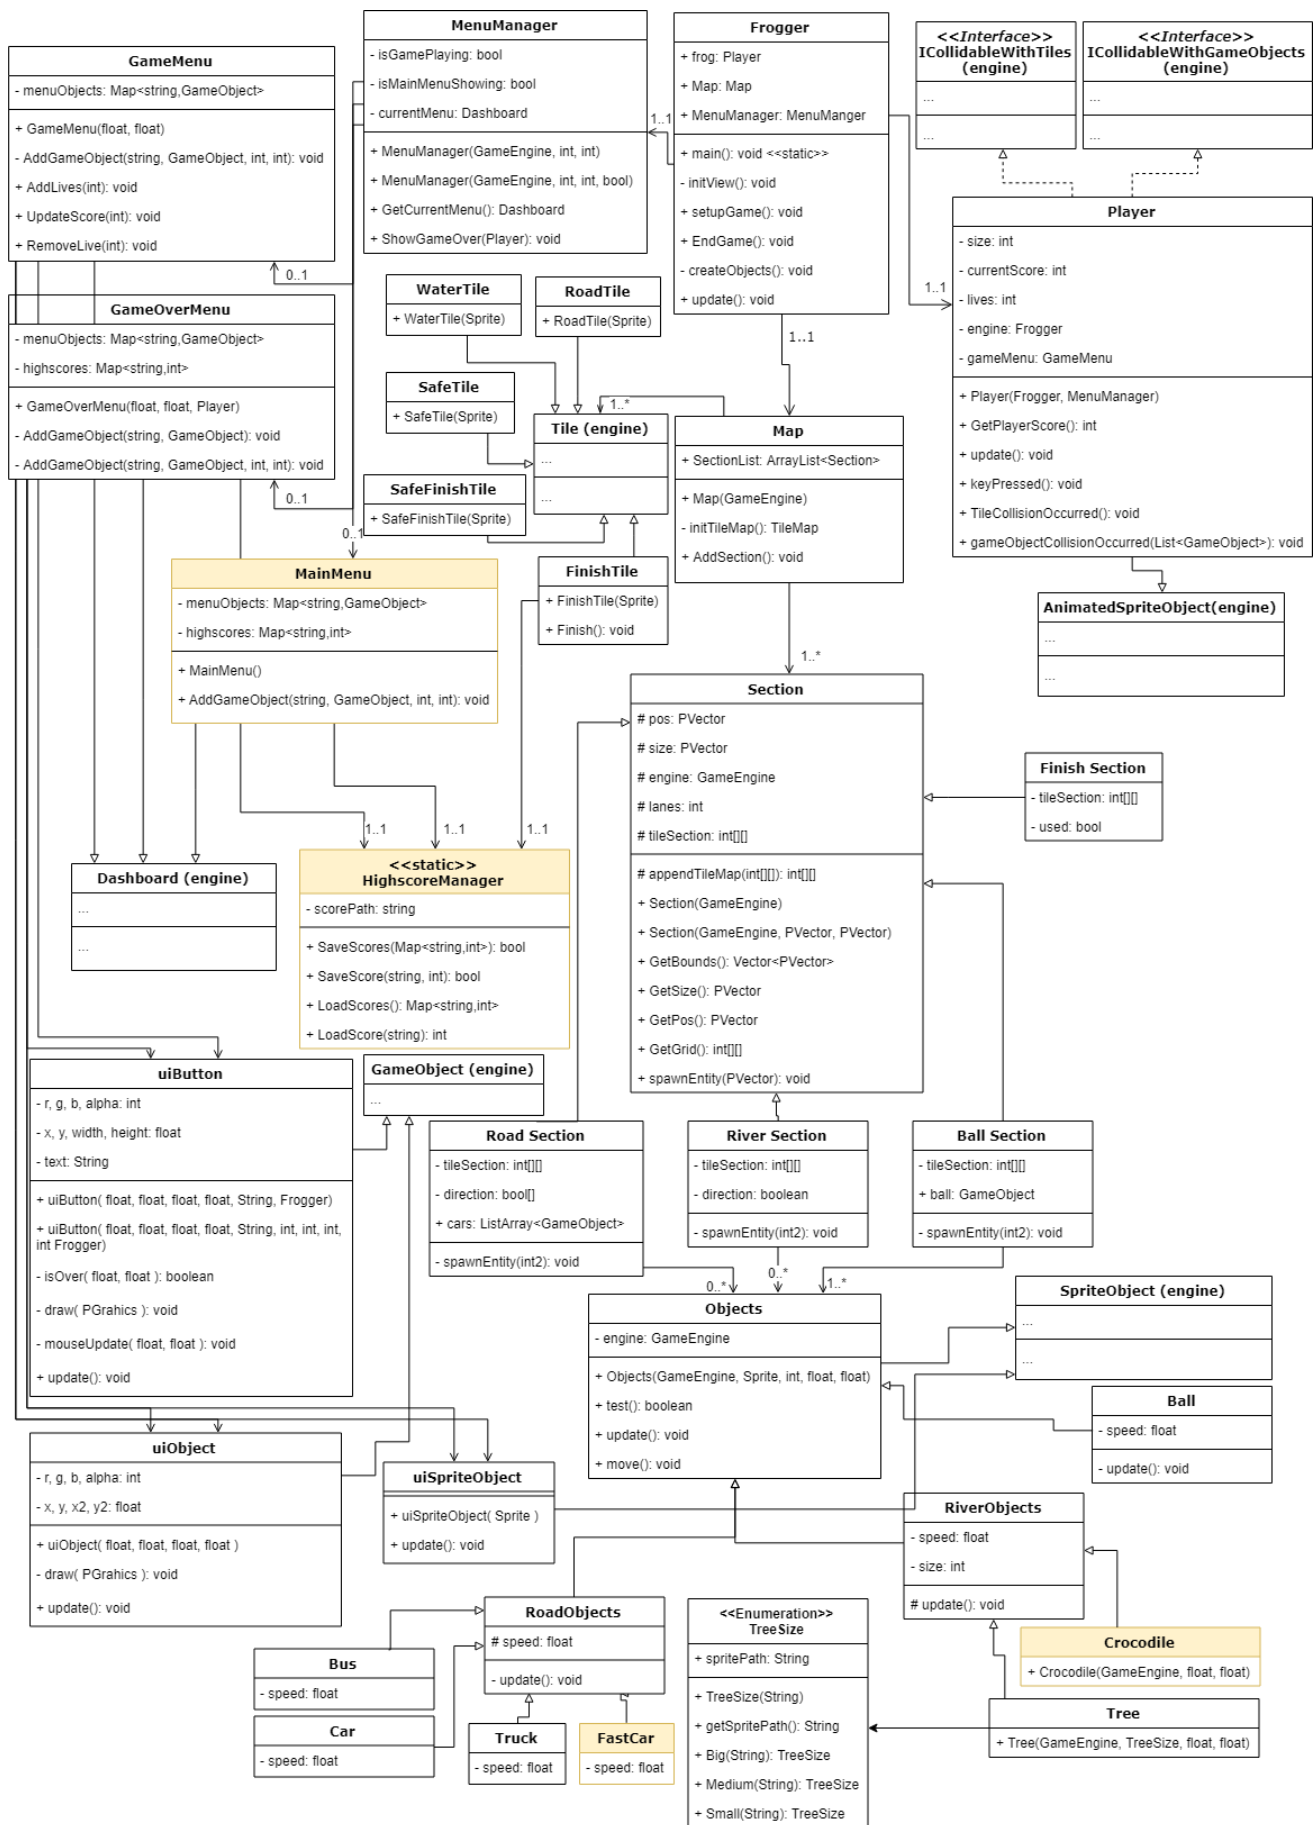 GameMenu
- menuObjects: Map<string,GameObject>
+ GameMenu(float, float)
- AddGameObject(string, GameObject, int, int): void
+ AddLives(int): void
+ UpdateScore(int): void
+ RemoveLive(int): void
MenuManager
- isGamePlaying: bool
- isMainMenuShowing: bool
- currentMenu: Dashboard
+ MenuManager(GameEngine, int, int)
+ MenuManager(GameEngine, int, int, bool)
+ GetCurrentMenu(): Dashboard
+ ShowGameOver(Player): void
Frogger
+ frog: Player
+ Map: Map
+ MenuManager: MenuManger
+ main(): void <<static>>
- initView(): void
+ setupGame(): void
+ EndGame(): void
- createObjects(): void
+ update(): void
<<Interface>>
ICollidableWithTiles
(engine)
...
...
<<Interface>>
ICollidableWithGameObjects
(engine)
...
...
1..1
0..1
1..1
1..1
Player
- size: int
- currentScore: int
- lives: int
- engine: Frogger
- gameMenu: GameMenu
+ Player(Frogger, MenuManager)
+ GetPlayerScore(): int
+ update(): void
+ keyPressed(): void
+ TileCollisionOccurred(): void
+ gameObjectCollisionOccurred(List<GameObject>): void
GameOverMenu
- menuObjects: Map<string,GameObject>
- highscores: Map<string,int>
+ GameOverMenu(float, float, Player)
- AddGameObject(string, GameObject): void
- AddGameObject(string, GameObject, int, int): void
0..1
0..1
WaterTile
+ WaterTile(Sprite)
RoadTile
+ RoadTile(Sprite)
SafeTile
+ SafeTile(Sprite)
1..*
Tile (engine)
...
...
SafeFinishTile
+ SafeFinishTile(Sprite)
FinishTile
+ FinishTile(Sprite)
+ Finish(): void
Map
+ SectionList: ArrayList<Section>
+ Map(GameEngine)
- initTileMap(): TileMap
+ AddSection(): void
1..*
AnimatedSpriteObject(engine)
...
...
MainMenu
- menuObjects: Map<string,GameObject>
- highscores: Map<string,int>
+ MainMenu()
+ AddGameObject(string, GameObject, int, int): void
1..1
1..1
1..1
Section
# pos: PVector
# size: PVector
# engine: GameEngine
# lanes: int
# tileSection: int[][]
# appendTileMap(int[][]): int[][]
+ Section(GameEngine)
+ Section(GameEngine, PVector, PVector)
+ GetBounds(): Vector<PVector>
+ GetSize(): PVector
+ GetPos(): PVector
+ GetGrid(): int[][]
+ spawnEntity(PVector): void
Finish Section
- tileSection: int[][]
- used: bool
Dashboard (engine)
...
...
<<static>>
HighscoreManager
- scorePath: string
+ SaveScores(Map<string,int>): bool
+ SaveScore(string, int): bool
+ LoadScores(): Map<string,int>
+ LoadScore(string): int
uiButton
- r, g, b, alpha: int
- x, y, width, height: float
- text: String
+ uiButton( float, float, float, float, String, Frogger)
+ uiButton( float, float, float, float, String, int, int, int,
int Frogger)
- isOver( float, float ): boolean
- draw( PGrahics ): void
- mouseUpdate( float, float ): void
+ update(): void
GameObject (engine)
...
Road Section
- tileSection: int[][]
- direction: bool[]
+ cars: ListArray<GameObject>
- spawnEntity(int2): void
River Section
- tileSection: int[][]
- direction: boolean
- spawnEntity(int2): void
Ball Section
- tileSection: int[][]
+ ball: GameObject
- spawnEntity(int2): void
0..*
0..*
1..*
Objects
- engine: GameEngine
+ Objects(GameEngine, Sprite, int, float, float)
+ test(): boolean
+ update(): void
+ move(): void
SpriteObject (engine)
...
...
Ball
- speed: float
- update(): void
uiObject
- r, g, b, alpha: int
- x, y, x2, y2: float
+ uiObject( float, float, float, float )
- draw( PGrahics ): void
+ update(): void
uiSpriteObject
+ uiSpriteObject( Sprite )
+ update(): void
RiverObjects
- speed: float
- size: int
# update(): void
RoadObjects
# speed: float
- update(): void
<<Enumeration>>
TreeSize
+ spritePath: String
+ TreeSize(String)
+ getSpritePath(): String
+ Big(String): TreeSize
+ Medium(String): TreeSize
+ Small(String): TreeSize
Crocodile
+ Crocodile(GameEngine, float, float)
Tree
+ Tree(GameEngine, TreeSize, float, float)
Bus
- speed: float
Car
- speed: float
Truck
- speed: float
FastCar
- speed: float